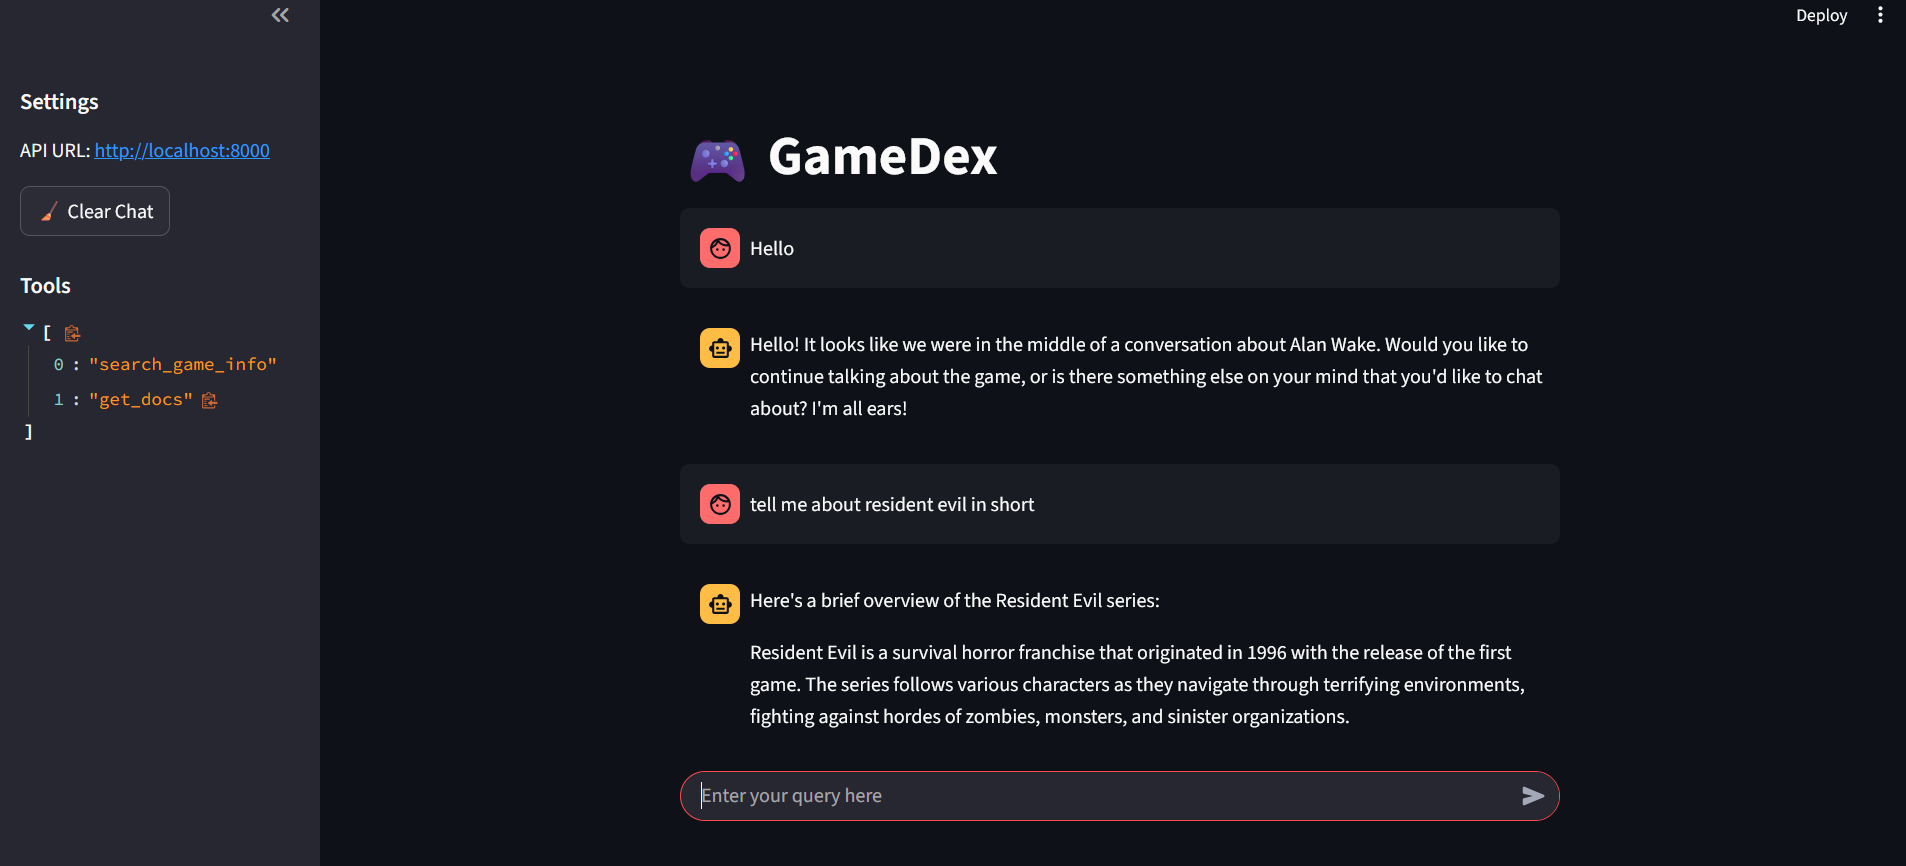 Deploy
Settings
API URL: http://localhost:8000
Clear Chat
Tools
[
0 : "search_game_info"
1 : "get_docs"
]
GameDex
Hello
Hello! It looks like we were in the middle of a conversation about Alan Wake. Would you like to
continue talking about the game, or is there something else on your mind that you'd like to chat
about? I'm all ears!
tell me about resident evil in short
Here's a brief overview of the Resident Evil series:
Resident Evil is a survival horror franchise that originated in 1996 with the release of the first
game. The series follows various characters as they navigate through terrifying environments,
fighting against hordes of zombies, monsters, and sinister organizations.
Enter your query here